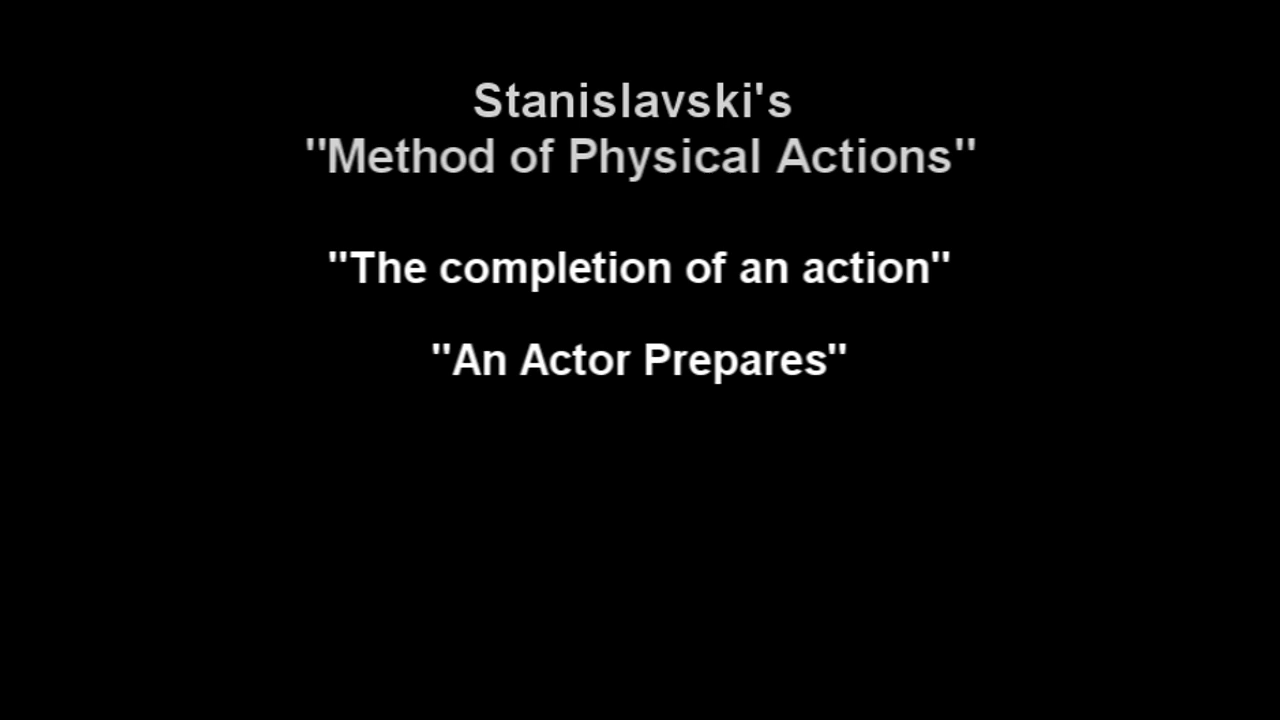 Stanislavski's
"Method of Physical Actions"
"The completion of an action"
"An Actor Prepares"